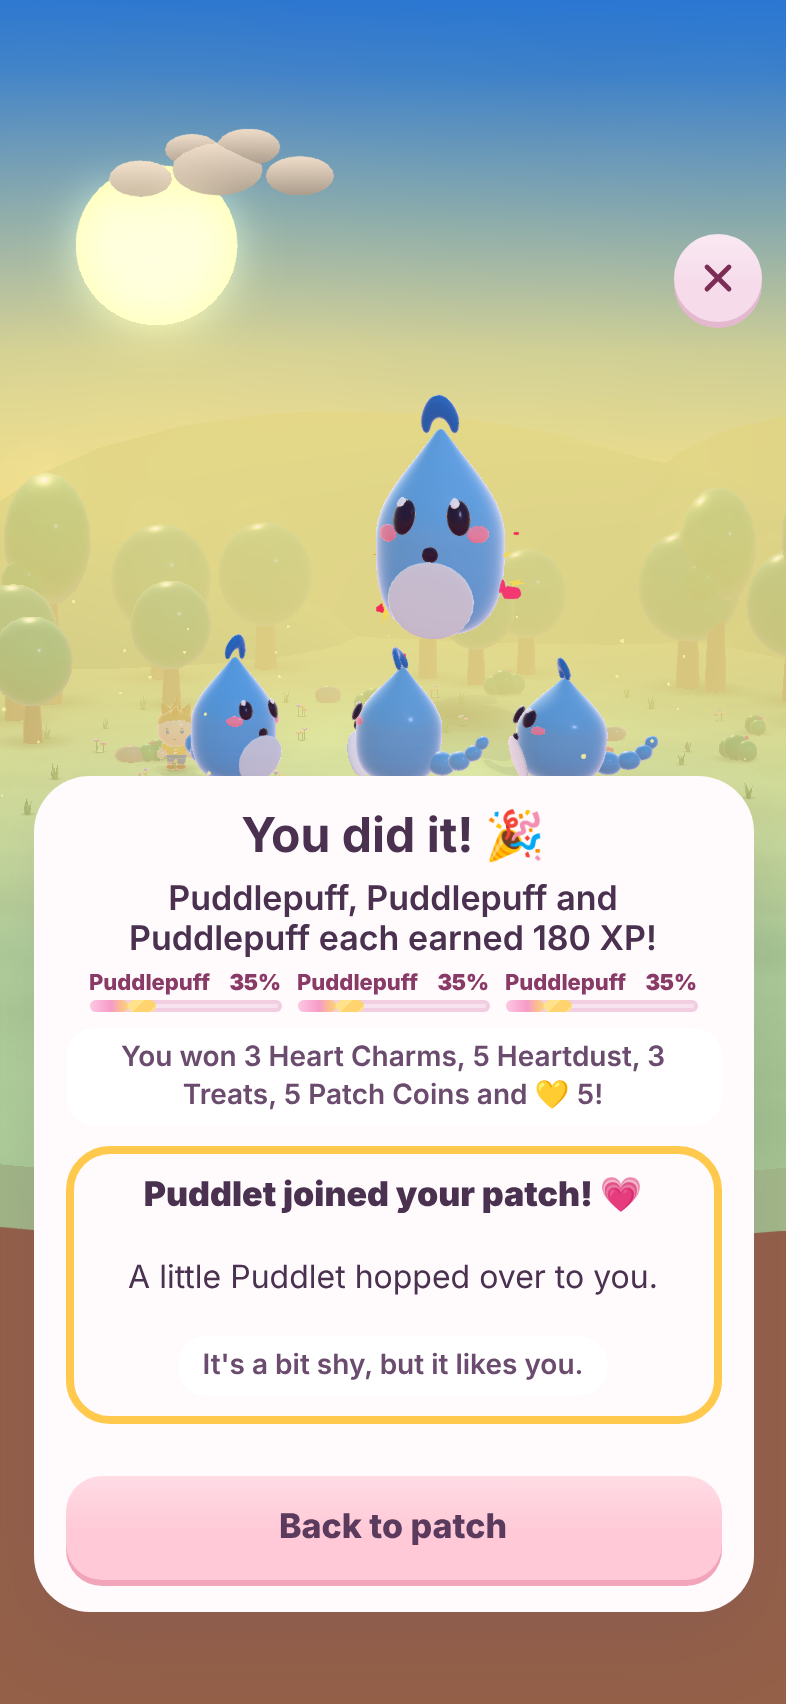 You did it! 🎉
Puddlepuff, Puddlepuff and
Puddlepuff each earned 180 XP!
Puddlepuff 35% Puddlepuff 35% Puddlepuff 35%
You won 3 Heart Charms, 5 Heartdust, 3
Treats, 5 Patch Coins and 💛 5!
Puddlet joined your patch! 💗
A little Puddlet hopped over to you.
It's a bit shy, but it likes you.
Back to patch